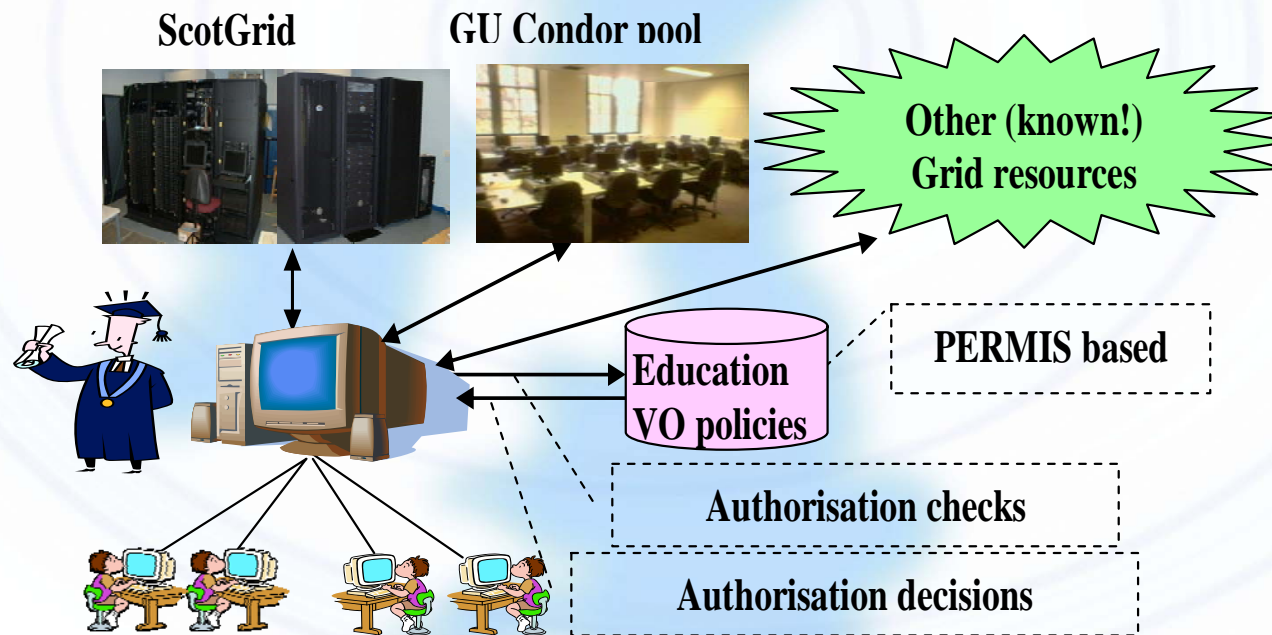 ScotGrid
GU Condor pool
Other (known!)
Grid resources
Education
VO policies
PERMIS based
Authorisation checks
Authorisation decisions